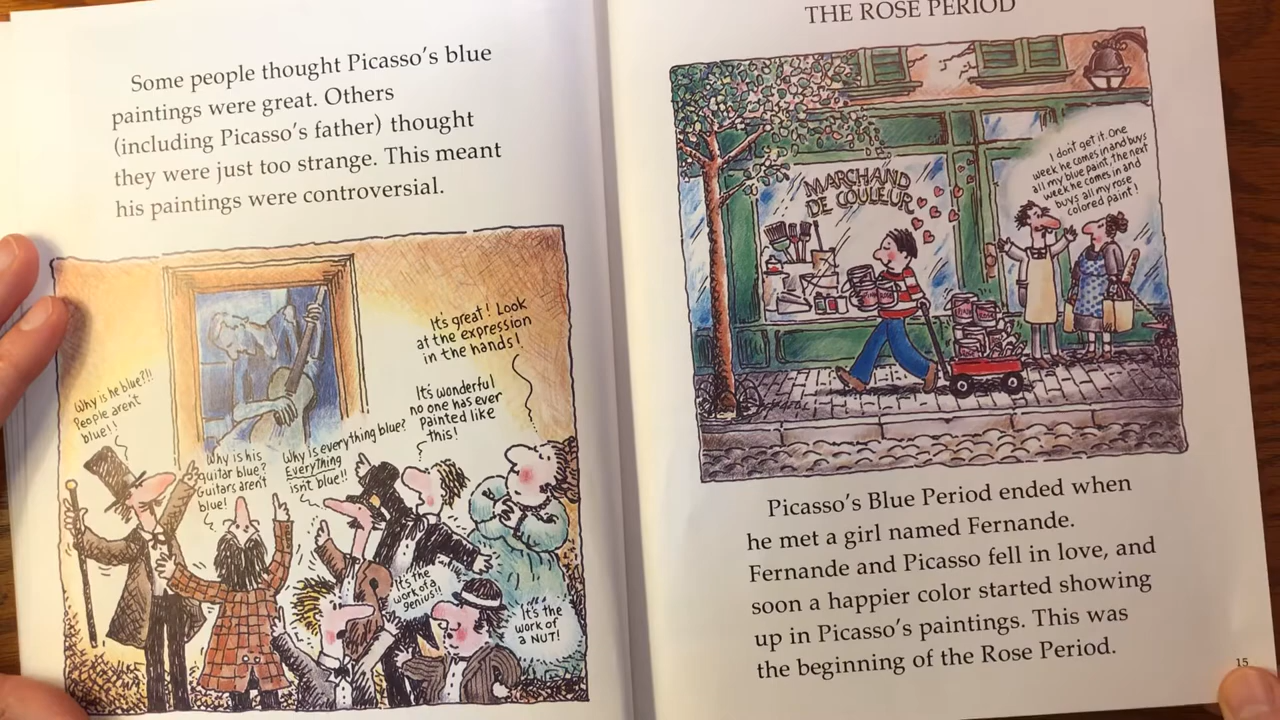 Some people thought Picasso's blue
paintings were great. Others
(including Picasso's father) thought
they were just too strange. This meant
his paintings were controversial.
Why is he blue?!!
People aren't
blue!!
Why is his
guitar blue?
Guitars aren't
blue!
Why is everything blue?
Everything
isn't blue!!
It's great! Look
at the expression
in the hands!
It's wonderful
no one has ever
Painted like
this!
It's the
work of a
genius!!
It's the
work of
a NUT!
THE ROSE PERIOD
MARCHAND
DE COULEUR
I don't get it. One
week he comes in and buys
all my blue paint, the next
week he comes in and
buys all my rose
colored paint!
Picasso's Blue Period ended when
he met a girl named Fernande.
Fernande and Picasso fell in love, and
soon a happier color started showing
up in Picasso's paintings. This was
the beginning of the Rose Period.
15